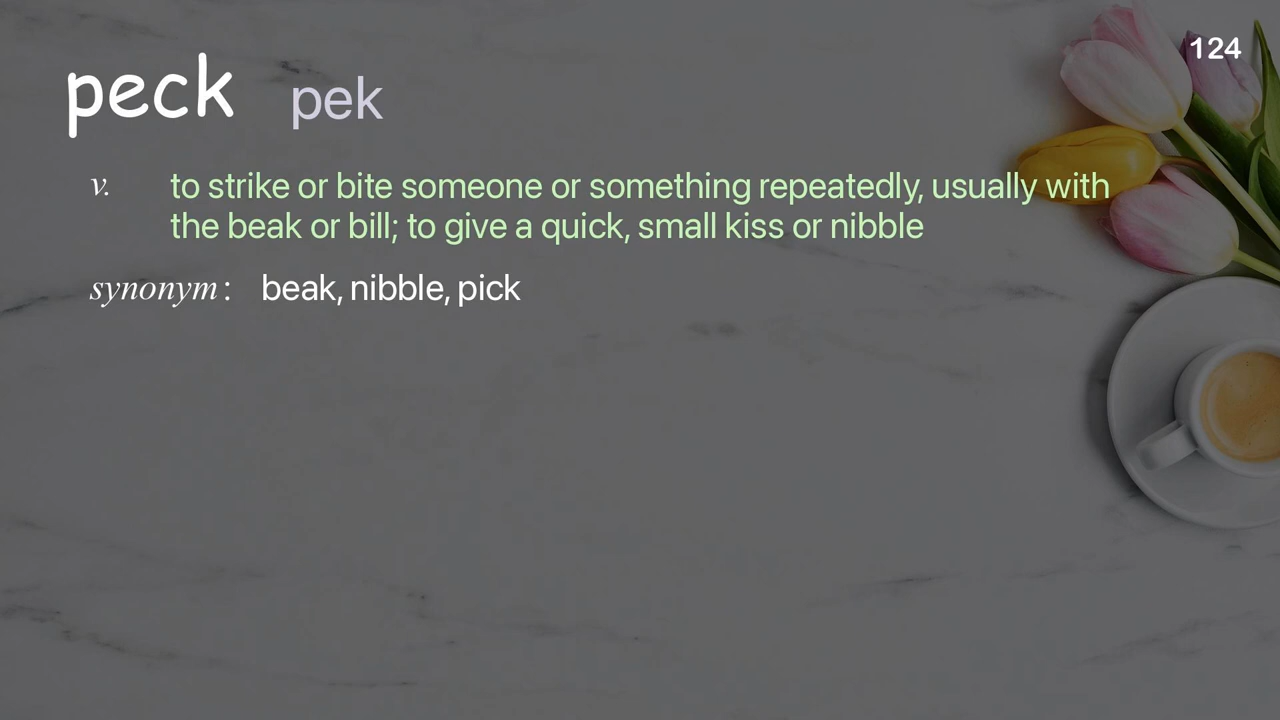 124
peck pek
v. to strike or bite someone or something repeatedly, usually with
the beak or bill; to give a quick, small kiss or nibble
synonym: beak, nibble, pick